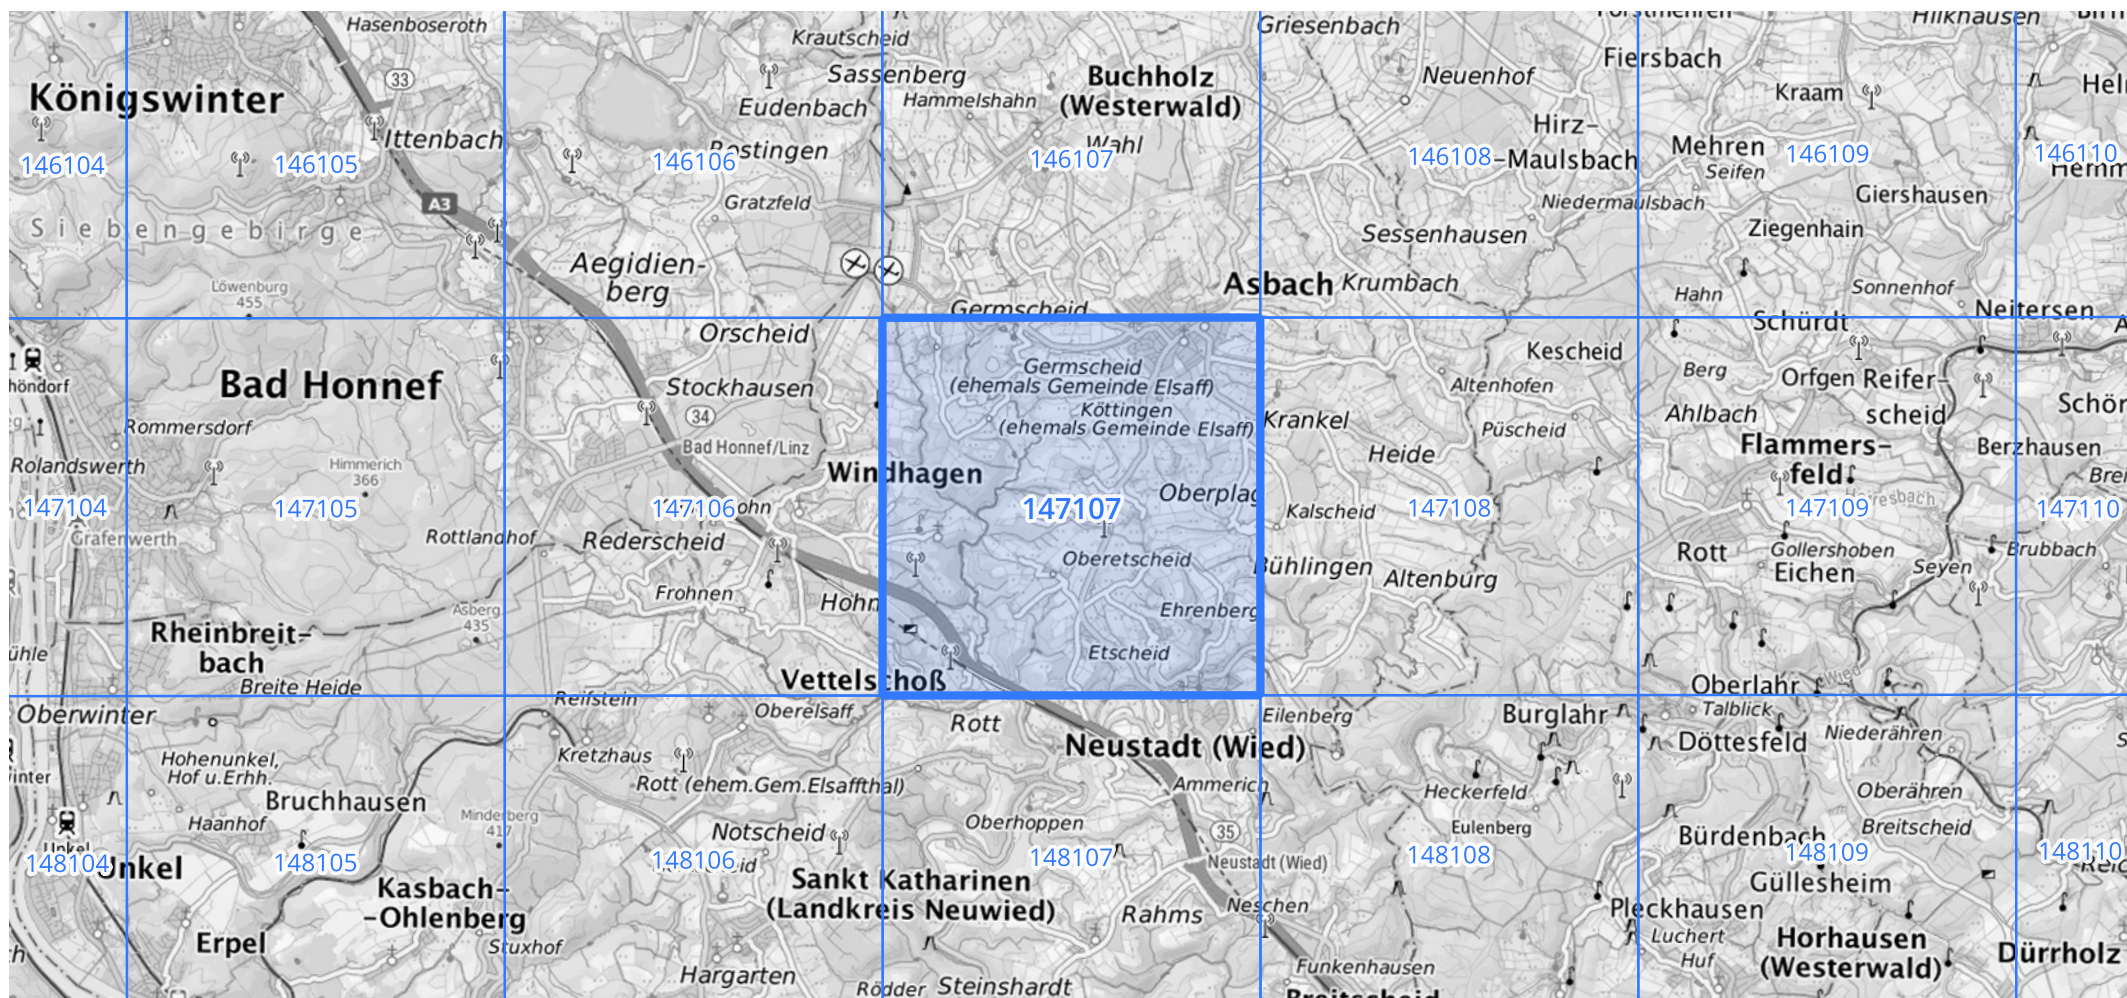 Hasenboseroth
Krautscheid
Griesenbach
Hilkhausen
Königswinter
33
Sassenberg
Eudenbach
Hammelshahn
Buchholz
(Westerwald)
Neuenhof
Fiersbach
Kraam
Ittenbach
Wahl
Hirz-
-Maulsbach
Mehren
Seifen
146104
146105
146106
146107
146108
146109
146110
A3
Siebengebirge
Gratzfeld
Niedermaulsbach
Giershausen
Sessenhausen
Ziegenhain
Aegidien-
berg
Löwenburg
455
Asbach
Krumbach
Hahn
Sonnenhof
Germscheid
Neitersen
Orscheid
Schürdt
Kescheid
Bad Honnef
Stockhausen
Germscheid
(ehemals Gemeinde Elsaff)
Köttingen
(ehemals Gemeinde Elsaff)
Altenhofen
Berg
Orfgen
Reifer-
scheid
Rommersdorf
34
Bad Honnef/Linz
Krankel
Püscheid
Ahlbach
Flammers-
feld
Berzhausen
Rolandswerth
Himmerich
366
Windhagen
Heide
147104
147105
147106
147107
147108
147109
147110
Kalscheid
Grafenwerth
Rottlandhof
Rederscheid
Oberetscheid
Rott
Gollershoben
Eichen
Seyen
Brubbach
Bühlingen
Altenburg
Frohnen
Asberg
435
Ehrenberg
Rheinbreit-
bach
Breite Heide
Vettelschoß
Etscheid
Wied
Oberlahr
Talblick
Oberwinter
Reifstein
Oberelsaff
Rott
Eilenberg
Burglahr
Döttesfeld
Niederähren
Hohenunkel,
Hof u.Erhh.
Kretzhaus
Neustadt (Wied)
Rott (ehem.Gem.Elsaffthal)
Ammerich
Heckerfeld
Oberähren
Bruchhausen
Haanhof
Minderberg
417
Notscheid
Oberhoppen
35
Eulenberg
Bürdenbach
Breitscheid
Unkel
Unkel
148104
148105
148106
148107
148108
148109
148110
Neustadt (Wied)
Güllesheim
Kasbach-
-Ohlenberg
Sankt Katharinen
(Landkreis Neuwied)
Rahms
Neschen
Pleckhausen
Luchert
Huf
Erpel
Stuxhof
Horhausen
(Westerwald)
Dürrholz
Hargarten
Rödder
Steinshardt
Funkenhausen